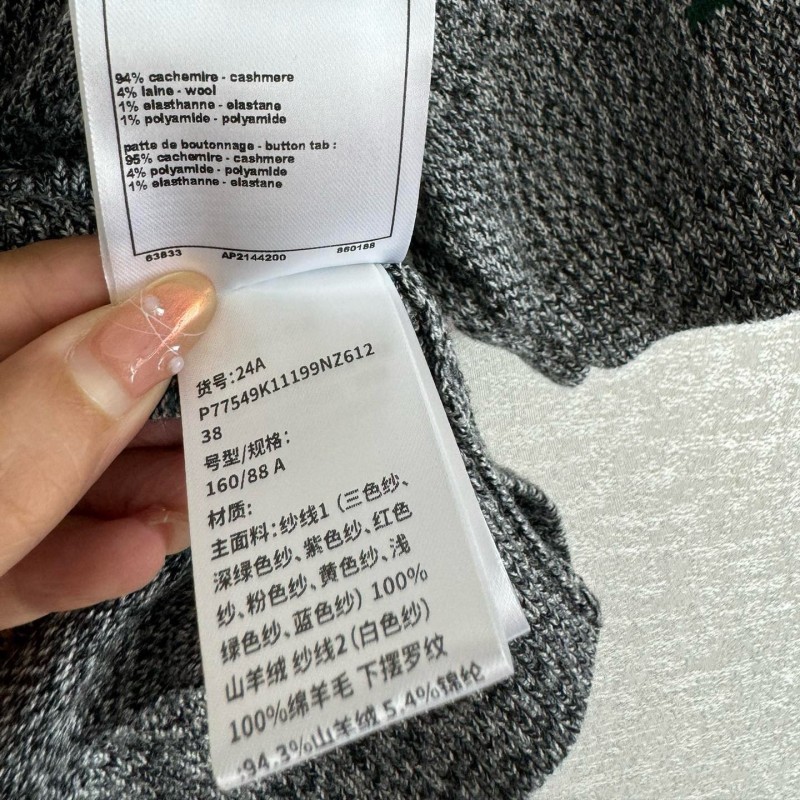 94% cachemire - cashmere
4% laine - wool
1% elasthanne - elastane
1% polyamide - polyamide
patte de boutonnage - button tab :
95% cachemire - cashmere
4% polyamide - polyamide
1% elasthanne - elastane
63833 AP2144200 860188
货号:24A
P77549K11199NZ612
38
号型/规格:
160/88 A
材质:
主面料:纱线1 (三色纱、
深绿色纱、紫色纱、红色
纱、粉色纱、黄色纱、浅
绿色纱、蓝色纱) 100%
山羊绒 纱线2(白色纱)
100%绵羊毛 下摆罗纹
:94.3%山羊绒 5.4%锦纶